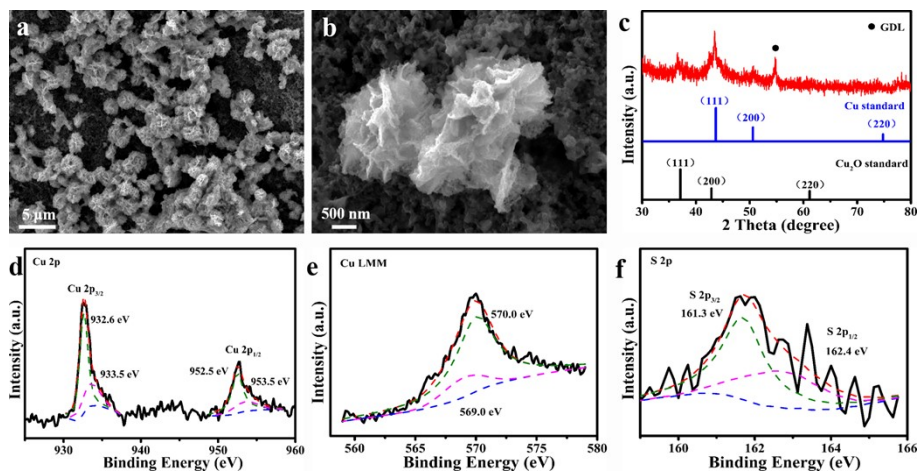 a
5 μm
b
500 nm
c
● GDL
Cu standard
(111)
(200)
(220)
Cu₂O standard
(111)
(200)
(220)
Intensity (a.u.)
30 40 50 60 70 80
2 Theta (degree)
d
Cu 2p
Cu 2p3/2
932.6 eV
933.5 eV
Cu 2p1/2
952.5 eV
953.5 eV
Intensity (a.u.)
930 940 950 960
Binding Energy (eV)
e
Cu LMM
570.0 eV
569.0 eV
Intensity (a.u.)
560 565 570 575 580
Binding Energy (eV)
f
S 2p
S 2p3/2
161.3 eV
S 2p1/2
162.4 eV
Intensity (a.u.)
160 162 164 166
Binding Energy (eV)